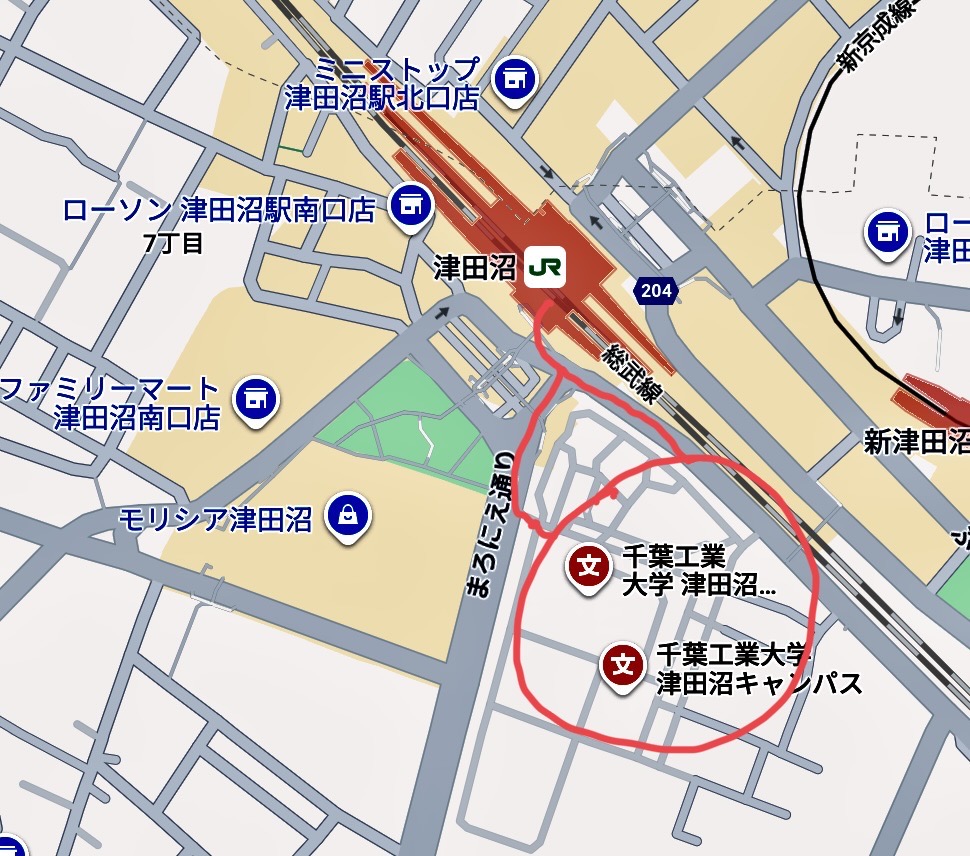 新京成線
ミニストップ
津田沼駅北口店
ローソン 津田沼駅南口店
7丁目
ロー
津田
津田沼
JR
204
総武線
ファミリーマート
津田沼南口店
新津田沼
モリシア津田沼
まろにえ通り
文
千葉工業
大学 津田沼...
文
千葉工業大学
津田沼キャンパス